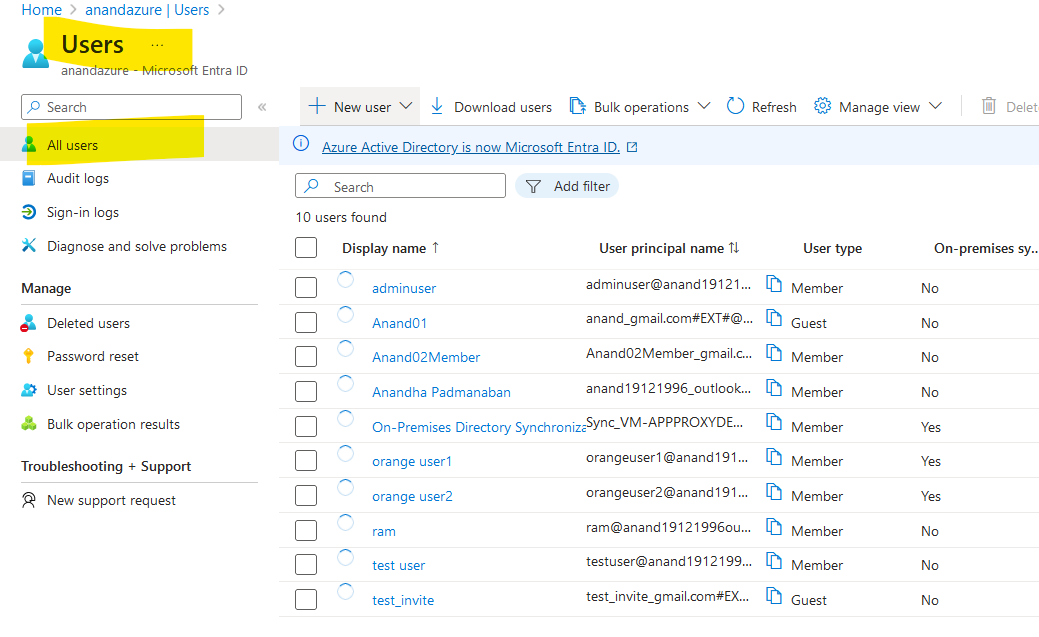 Home > anandazure | Users >
Users ...
anandazure - Microsoft Entra ID
Search «
All users
Audit logs
Sign-in logs
Diagnose and solve problems
Manage
Deleted users
Password reset
User settings
Bulk operation results
Troubleshooting + Support
New support request
New user Download users Bulk operations Refresh Manage view Delet
Azure Active Directory is now Microsoft Entra ID.
Search Add filter
10 users found
Display name ↑ User principal name ↑↓ User type On-premises sy..
adminuser adminuser@anand19121... Member No
Anand01 anand_gmail.com#EXT#@... Guest No
Anand02Member Anand02Member_gmail.c... Member No
Anandha Padmanaban anand19121996_outlook... Member No
On-Premises Directory Synchroniza Sync_VM-APPPROXYDE... Member Yes
orange user1 orangeuser1@anand191... Member Yes
orange user2 orangeuser2@anand191... Member Yes
ram ram@anand19121996ou... Member No
test user testuser@anand1912199... Member No
test_invite test_invite_gmail.com#EX... Guest No